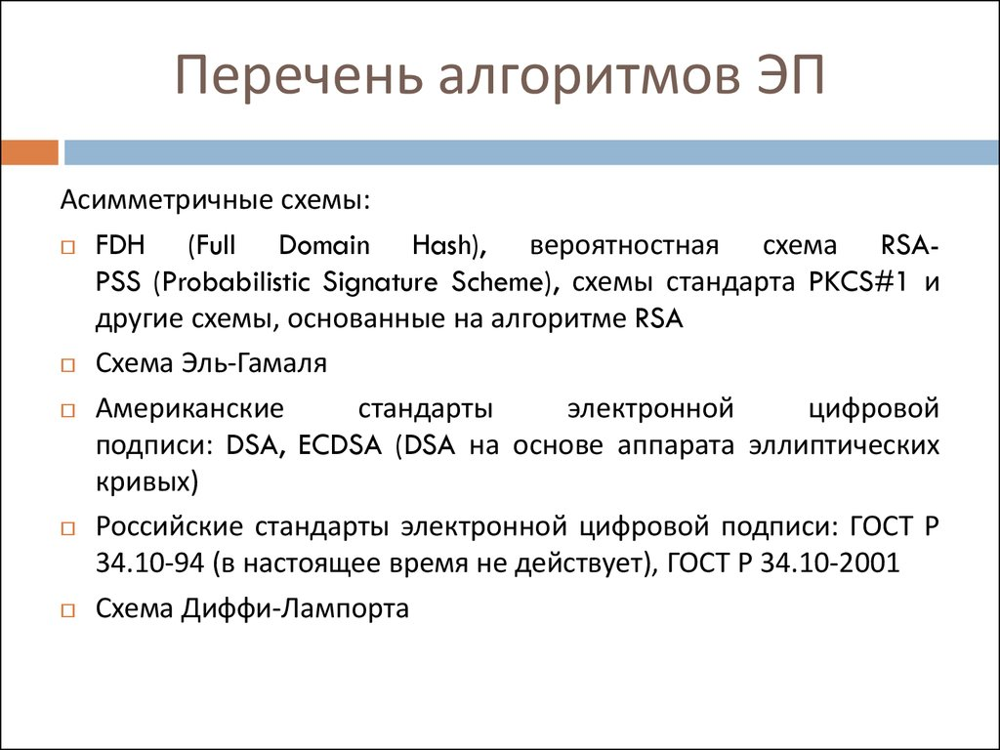 Перечень алгоритмов ЭП
Асимметричные схемы:
FDH (Full Domain Hash), вероятностная схема RSA-
PSS (Probabilistic Signature Scheme), схемы стандарта PKCS#1 и
другие схемы, основанные на алгоритме RSA
Схема Эль-Гамаля
Американские стандарты электронной цифровой
подписи: DSA, ECDSA (DSA на основе аппарата эллиптических
кривых)
Российские стандарты электронной цифровой подписи: ГОСТ Р
34.10-94 (в настоящее время не действует), ГОСТ Р 34.10-2001
Схема Диффи-Лампорта